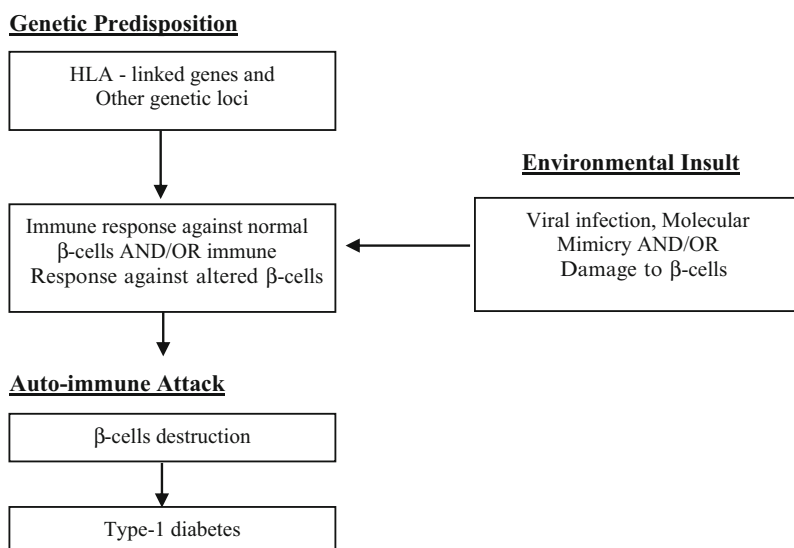 Genetic Predisposition
HLA - linked genes and
Other genetic loci
Environmental Insult
Immune response against normal
β-cells AND/OR immune
Response against altered β-cells
Viral infection, Molecular
Mimicry AND/OR
Damage to β-cells
Auto-immune Attack
β-cells destruction
Type-1 diabetes